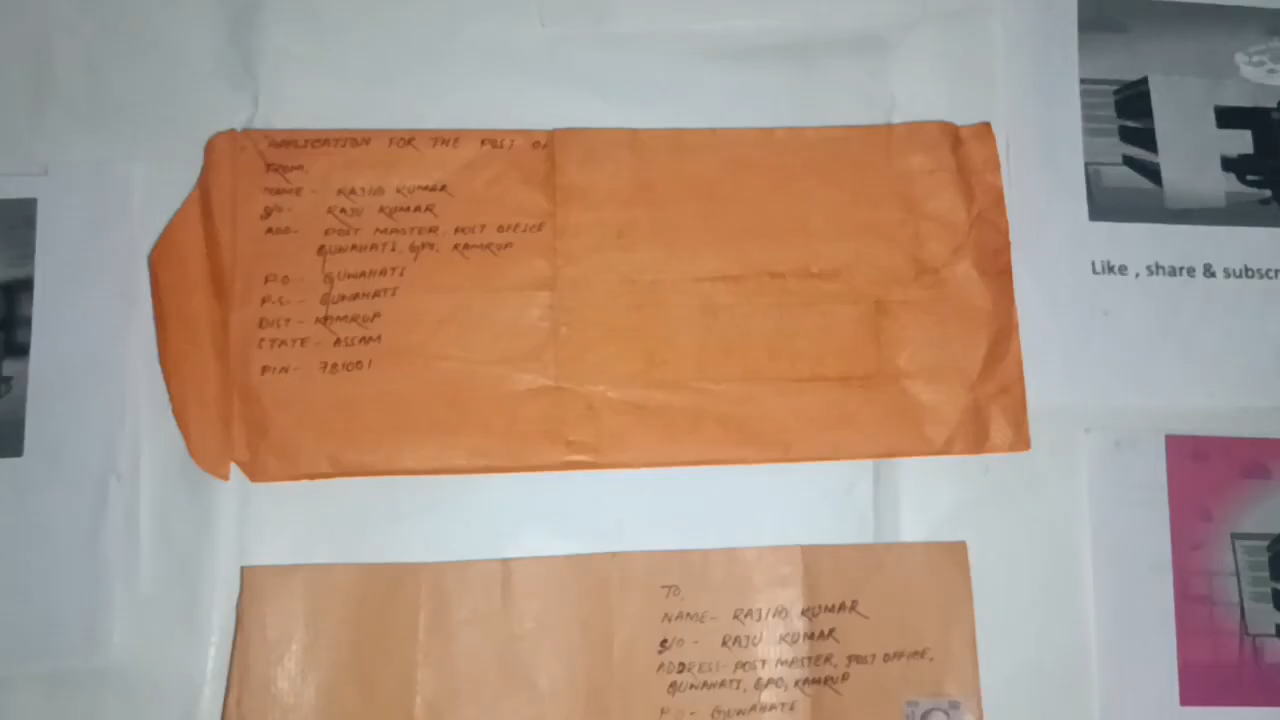 APPLICATION FOR THE POST O
FROM,
NAME - RAJIB KUMAR
S/O- RAJU KUMAR
ADD- POST MASTER, POST OFFICE
GUWAHATI, GPO, KAMRUP
P.O- GUWAHATI
P.S- GUWAHATI
DIST- KAMRUP
STATE- ASSAM
PIN- 781001
Like , share & subscr
TO,
NAME- RAJIB KUMAR
S/O - RAJU KUMAR
ADDRESS- POST MASTER, POST OFFICE,
GUWAHATI, GPO, KAMRUP
P.O- GUWAHATI